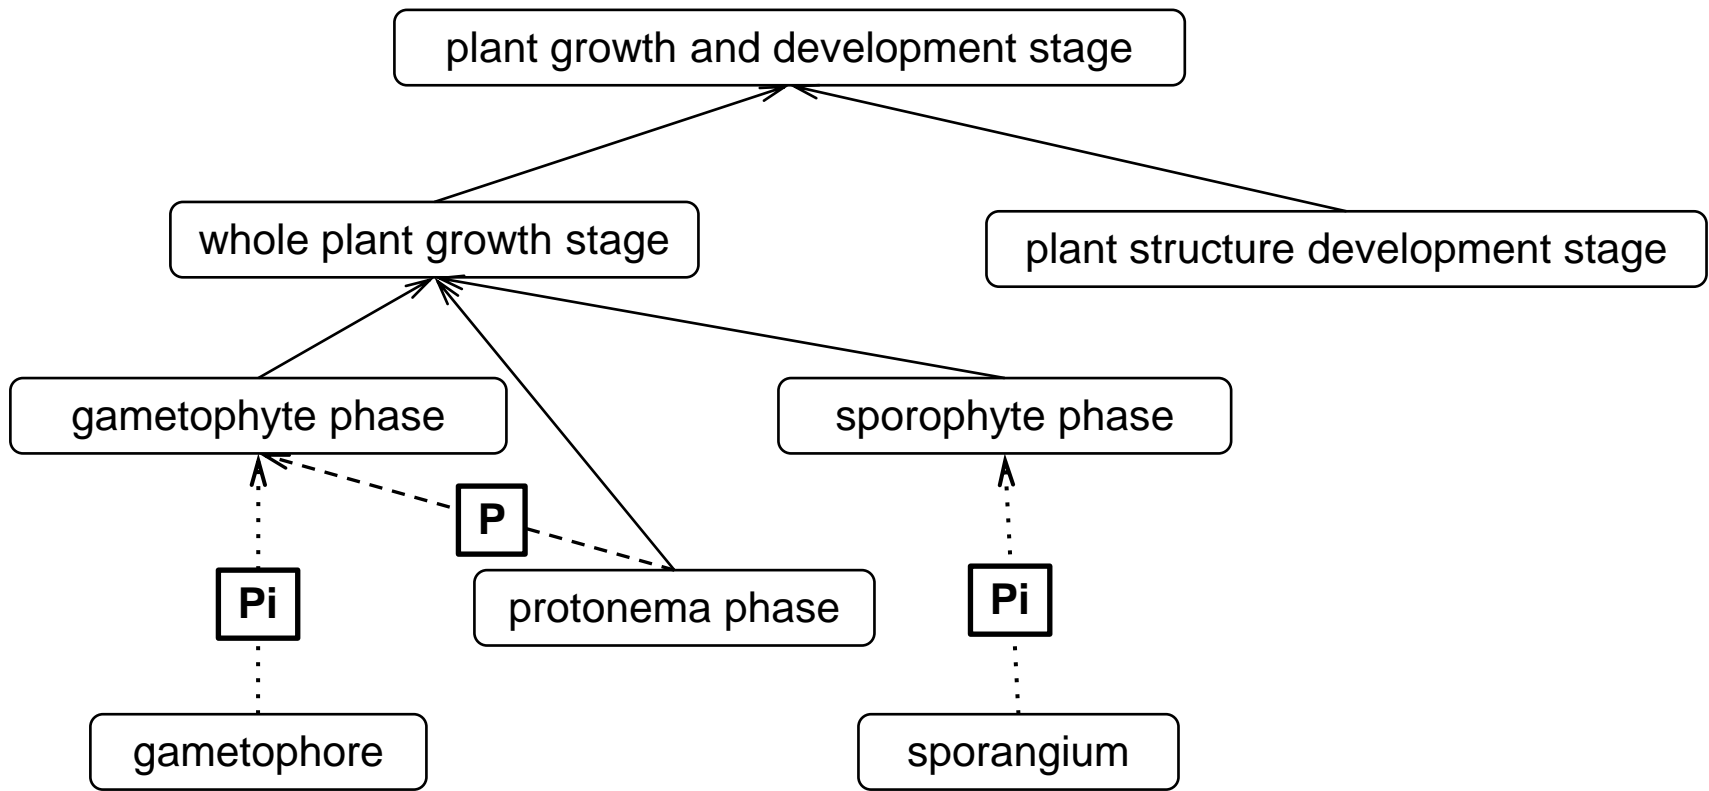 plant growth and development stage
whole plant growth stage
plant structure development stage
gametophyte phase
sporophyte phase
P
Pi
protonema phase
Pi
gametophore
sporangium